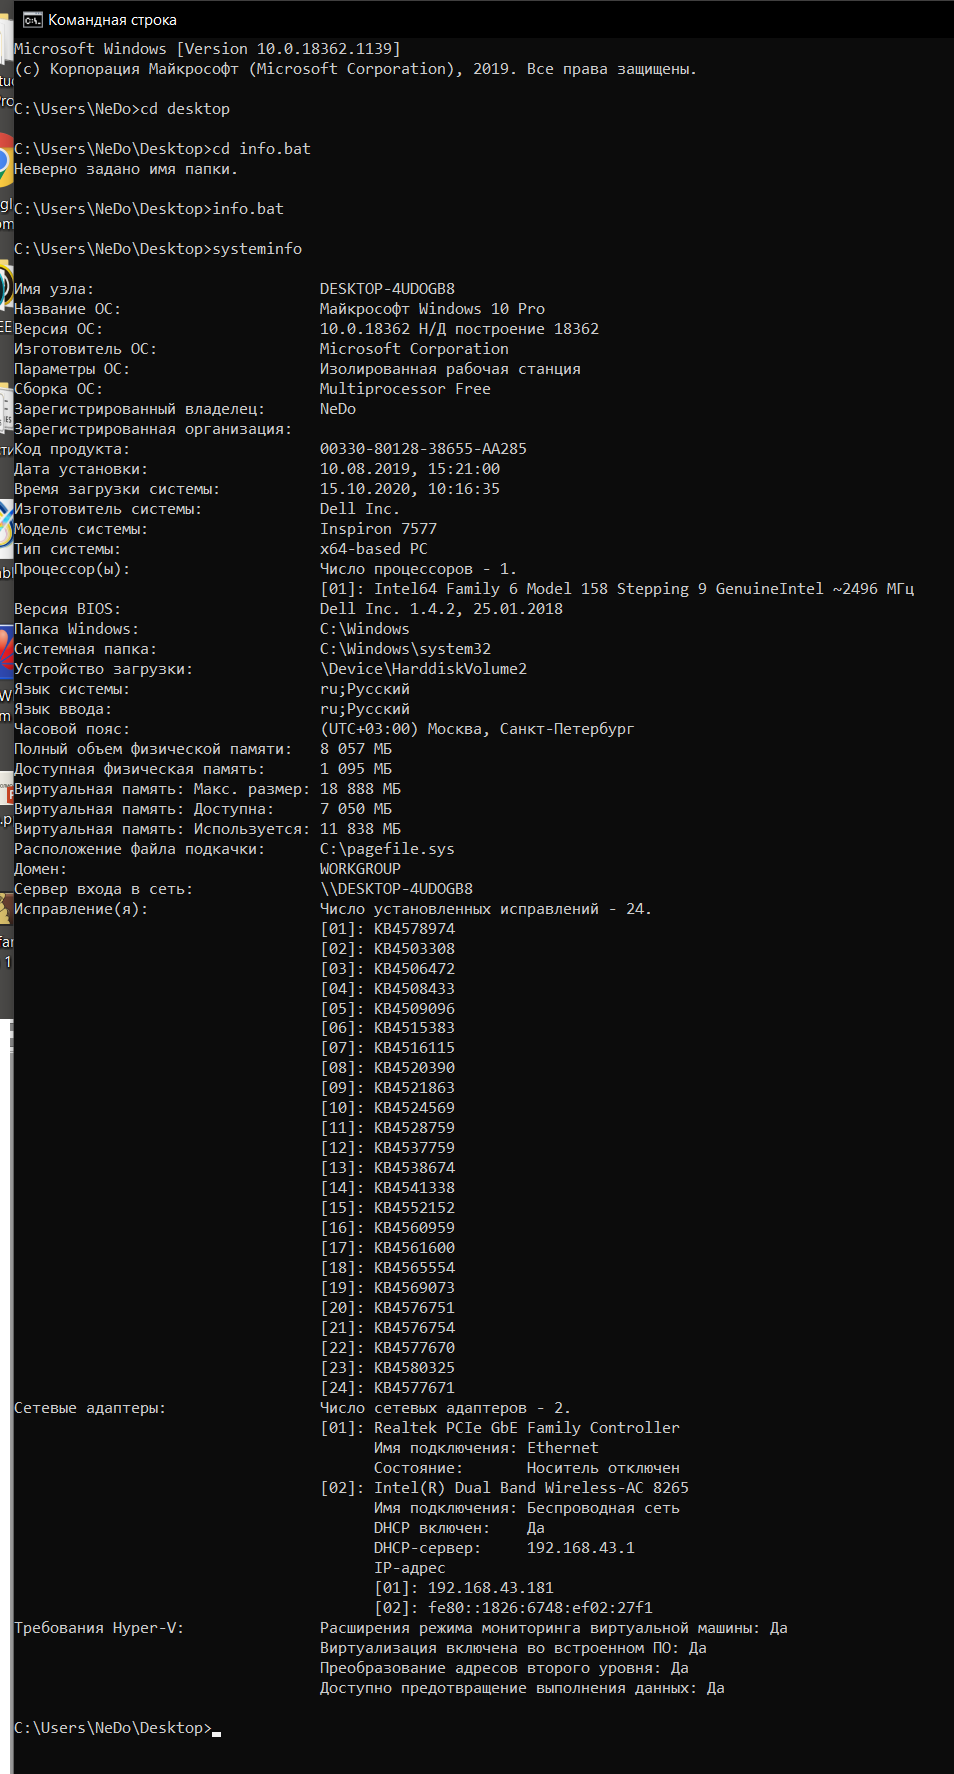 Командная строка
Microsoft Windows [Version 10.0.18362.1139]
(c) Корпорация Майкрософт (Microsoft Corporation), 2019. Все права защищены.
C:\Users\NeDo>cd desktop
C:\Users\NeDo\Desktop>cd info.bat
Неверно задано имя папки.
C:\Users\NeDo\Desktop>info.bat
C:\Users\NeDo\Desktop>systeminfo
Имя узла: DESKTOP-4UDOGB8
Название ОС: Майкрософт Windows 10 Pro
Версия ОС: 10.0.18362 Н/Д построение 18362
Изготовитель ОС: Microsoft Corporation
Параметры ОС: Изолированная рабочая станция
Сборка ОС: Multiprocessor Free
Зарегистрированный владелец: NeDo
Зарегистрированная организация:
Код продукта: 00330-80128-38655-AA285
Дата установки: 10.08.2019, 15:21:00
Время загрузки системы: 15.10.2020, 10:16:35
Изготовитель системы: Dell Inc.
Модель системы: Inspiron 7577
Тип системы: x64-based PC
Процессор(ы): Число процессоров - 1.
[01]: Intel64 Family 6 Model 158 Stepping 9 GenuineIntel ~2496 МГц
Версия BIOS: Dell Inc. 1.4.2, 25.01.2018
Папка Windows: C:\Windows
Системная папка: C:\Windows\system32
Устройство загрузки: \Device\HarddiskVolume2
Язык системы: ru;Русский
Язык ввода: ru;Русский
Часовой пояс: (UTC+03:00) Москва, Санкт-Петербург
Полный объем физической памяти: 8 057 МБ
Доступная физическая память: 1 095 МБ
Виртуальная память: Макс. размер: 18 888 МБ
Виртуальная память: Доступна: 7 050 МБ
Виртуальная память: Используется: 11 838 МБ
Расположение файла подкачки: C:\pagefile.sys
Домен: WORKGROUP
Сервер входа в сеть: \\DESKTOP-4UDOGB8
Исправление(я): Число установленных исправлений - 24.
[01]: KB4578974
[02]: KB4503308
[03]: KB4506472
[04]: KB4508433
[05]: KB4509096
[06]: KB4515383
[07]: KB4516115
[08]: KB4520390
[09]: KB4521863
[10]: KB4524569
[11]: KB4528759
[12]: KB4537759
[13]: KB4538674
[14]: KB4541338
[15]: KB4552152
[16]: KB4560959
[17]: KB4561600
[18]: KB4565554
[19]: KB4569073
[20]: KB4576751
[21]: KB4576754
[22]: KB4577670
[23]: KB4580325
[24]: KB4577671
Сетевые адаптеры: Число сетевых адаптеров - 2.
[01]: Realtek PCIe GbE Family Controller
Имя подключения: Ethernet
Состояние: Носитель отключен
[02]: Intel(R) Dual Band Wireless-AC 8265
Имя подключения: Беспроводная сеть
DHCP включен: Да
DHCP-сервер: 192.168.43.1
IP-адрес
[01]: 192.168.43.181
[02]: fe80::1826:6748:ef02:27f1
Требования Hyper-V: Расширения режима мониторинга виртуальной машины: Да
Виртуализация включена во встроенном ПО: Да
Преобразование адресов второго уровня: Да
Доступно предотвращение выполнения данных: Да
C:\Users\NeDo\Desktop>